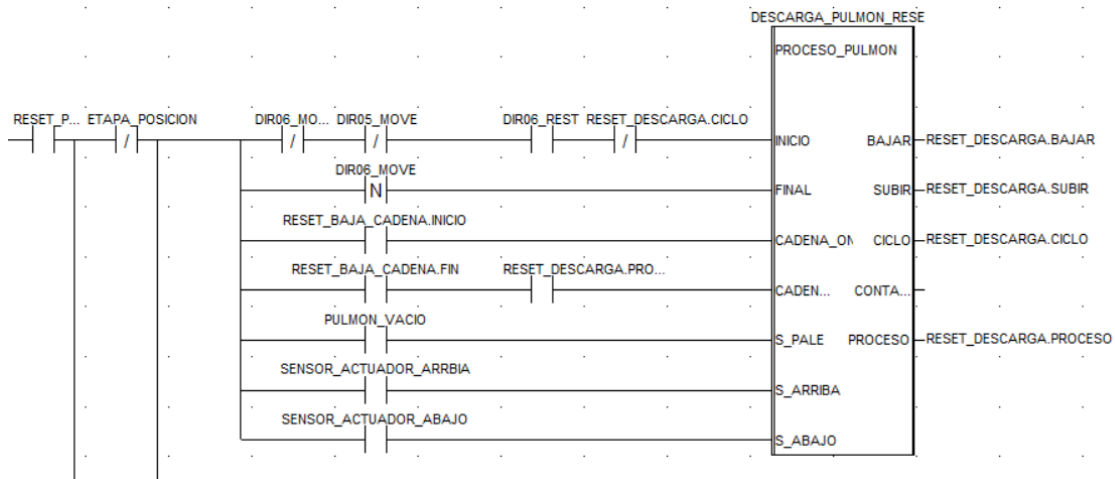 DESCARGA_PULMON_RESE
PROCESO_PULMON
RESET_P... ETAPA_POSICION DIR06_MO... DIR05_MOVE DIR06_REST RESET_DESCARGA.CICLO
/ / / /
INICIO BAJAR RESET_DESCARGA.BAJAR
DIR06_MOVE
N
FINAL SUBIR RESET_DESCARGA.SUBIR
RESET_BAJA_CADENA.INICIO
CADENA_ON CICLO RESET_DESCARGA.CICLO
RESET_BAJA_CADENA.FIN RESET_DESCARGA.PRO...
CADEN... CONTA...
PULMON_VACIO
S_PALE PROCESO RESET_DESCARGA.PROCESO
SENSOR_ACTUADOR_ARRBIA
S_ARRIBA
SENSOR_ACTUADOR_ABAJO
S_ABAJO